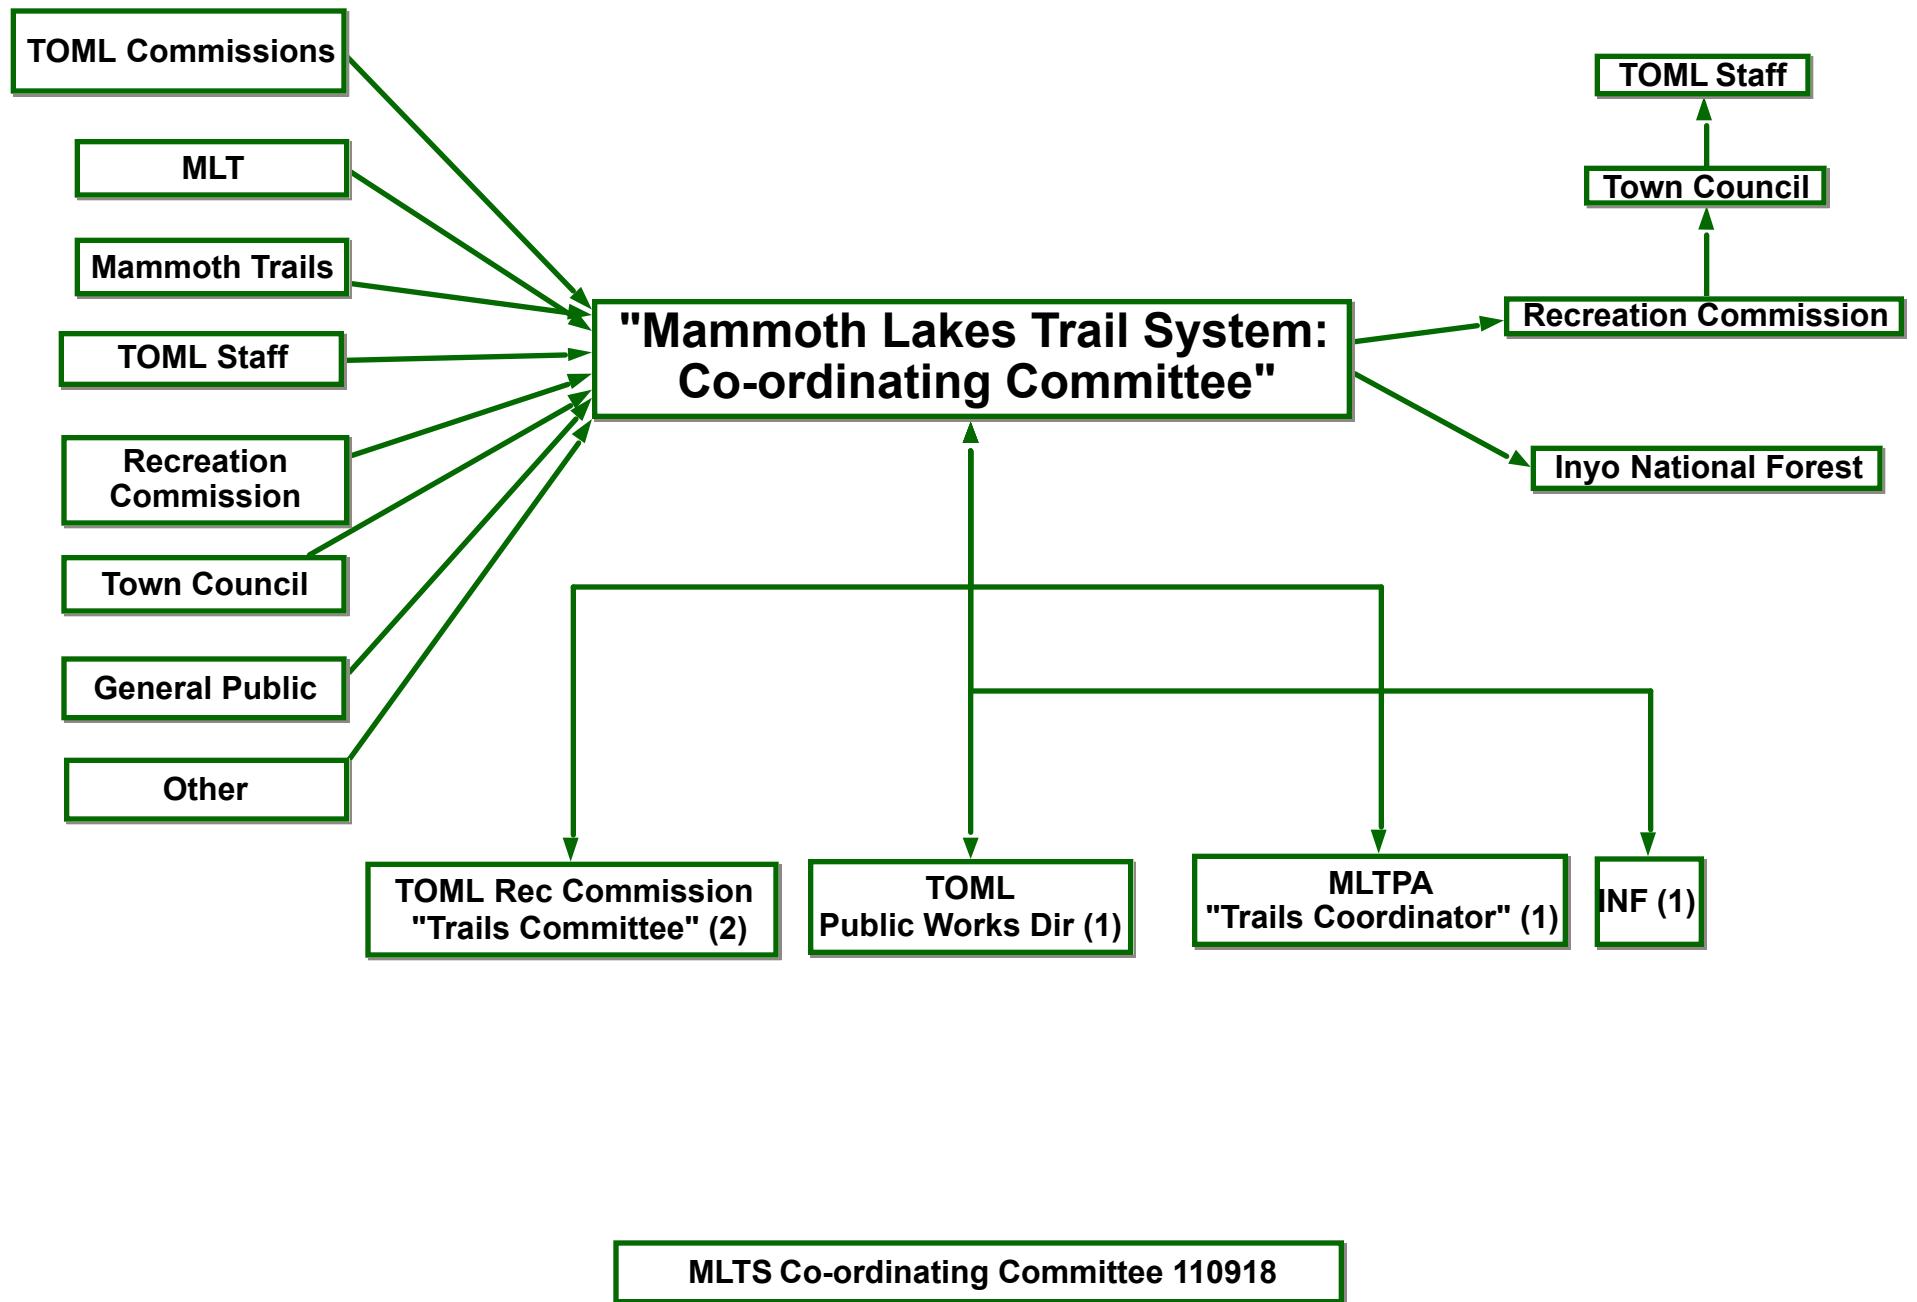 TOML Commissions
MLT
Mammoth Trails
TOML Staff
Recreation
Commission
Town Council
General Public
Other
"Mammoth Lakes Trail System:
Co-ordinating Committee"
TOML Staff
Town Council
Recreation Commission
Inyo National Forest
TOML Rec Commission
"Trails Committee" (2)
TOML
Public Works Dir (1)
MLTPA
"Trails Coordinator" (1)
INF (1)
MLTS Co-ordinating Committee 110918